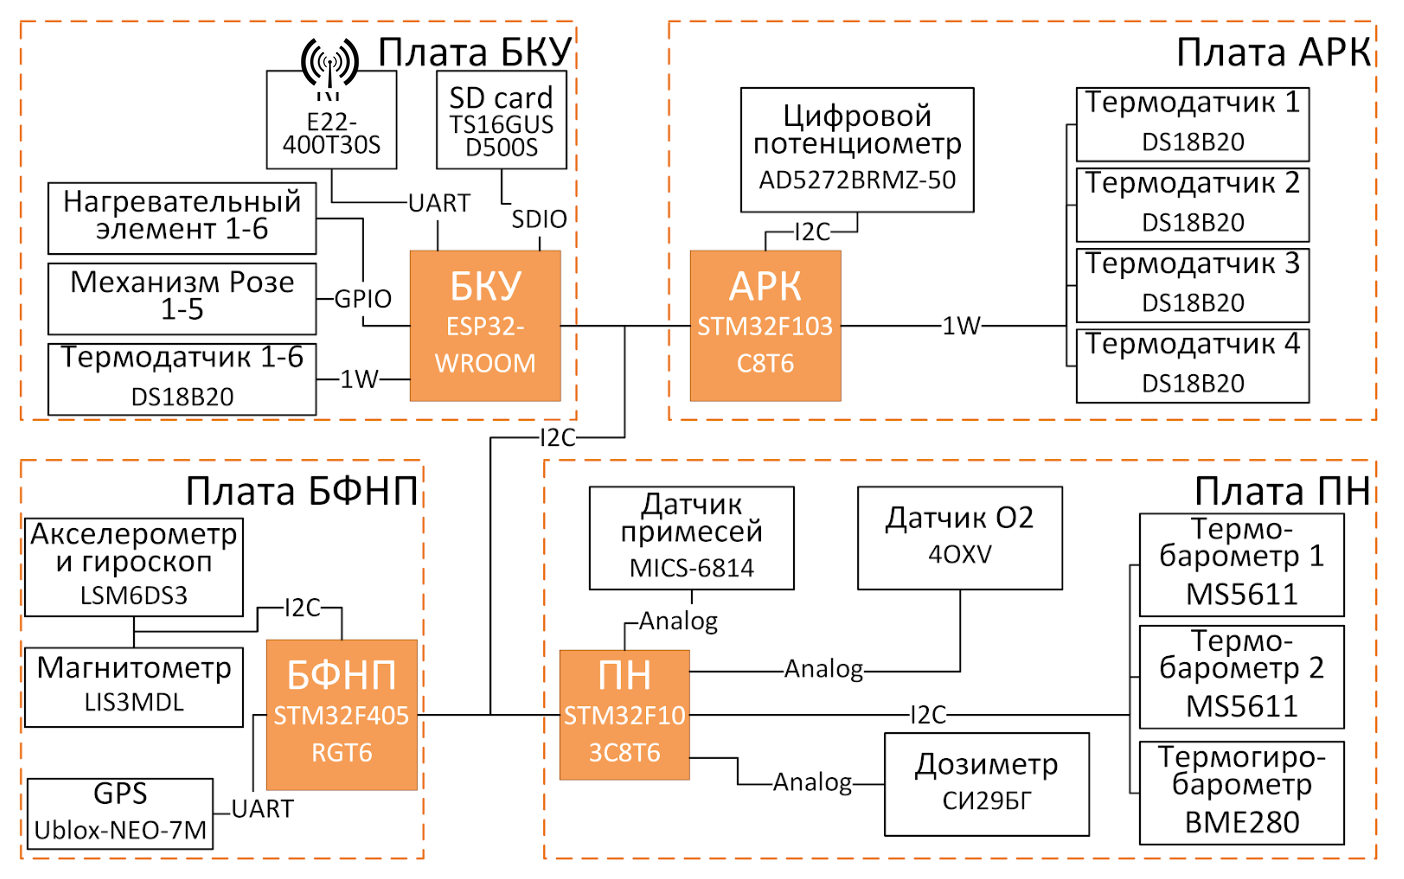 Плата БКУ
E22-
400T30S
SD card
TS16GUS
D500S
UART
SDIO
Нагревательный
элемент 1-6
Механизм Розе
1-5
GPIO
Термодатчик 1-6
DS18B20
1W
БКУ
ESP32-
WROOM
Плата АРК
Цифровой
потенциометр
AD5272BRMZ-50
I2C
АРК
STM32F103
C8T6
1W
Термодатчик 1
DS18B20
Термодатчик 2
DS18B20
Термодатчик 3
DS18B20
Термодатчик 4
DS18B20
I2C
Плата БФНП
Акселерометр
и гироскоп
LSM6DS3
I2C
Магнитометр
LIS3MDL
БФНП
STM32F405
RGT6
GPS
Ublox-NEO-7M
UART
Плата ПН
Датчик
примесей
MICS-6814
Analog
Датчик О2
4OXV
Analog
ПН
STM32F10
3C8T6
I2C
Analog
Дозиметр
СИ29БГ
Термо-
барометр 1
MS5611
Термо-
барометр 2
MS5611
Термогиро-
барометр
BME280